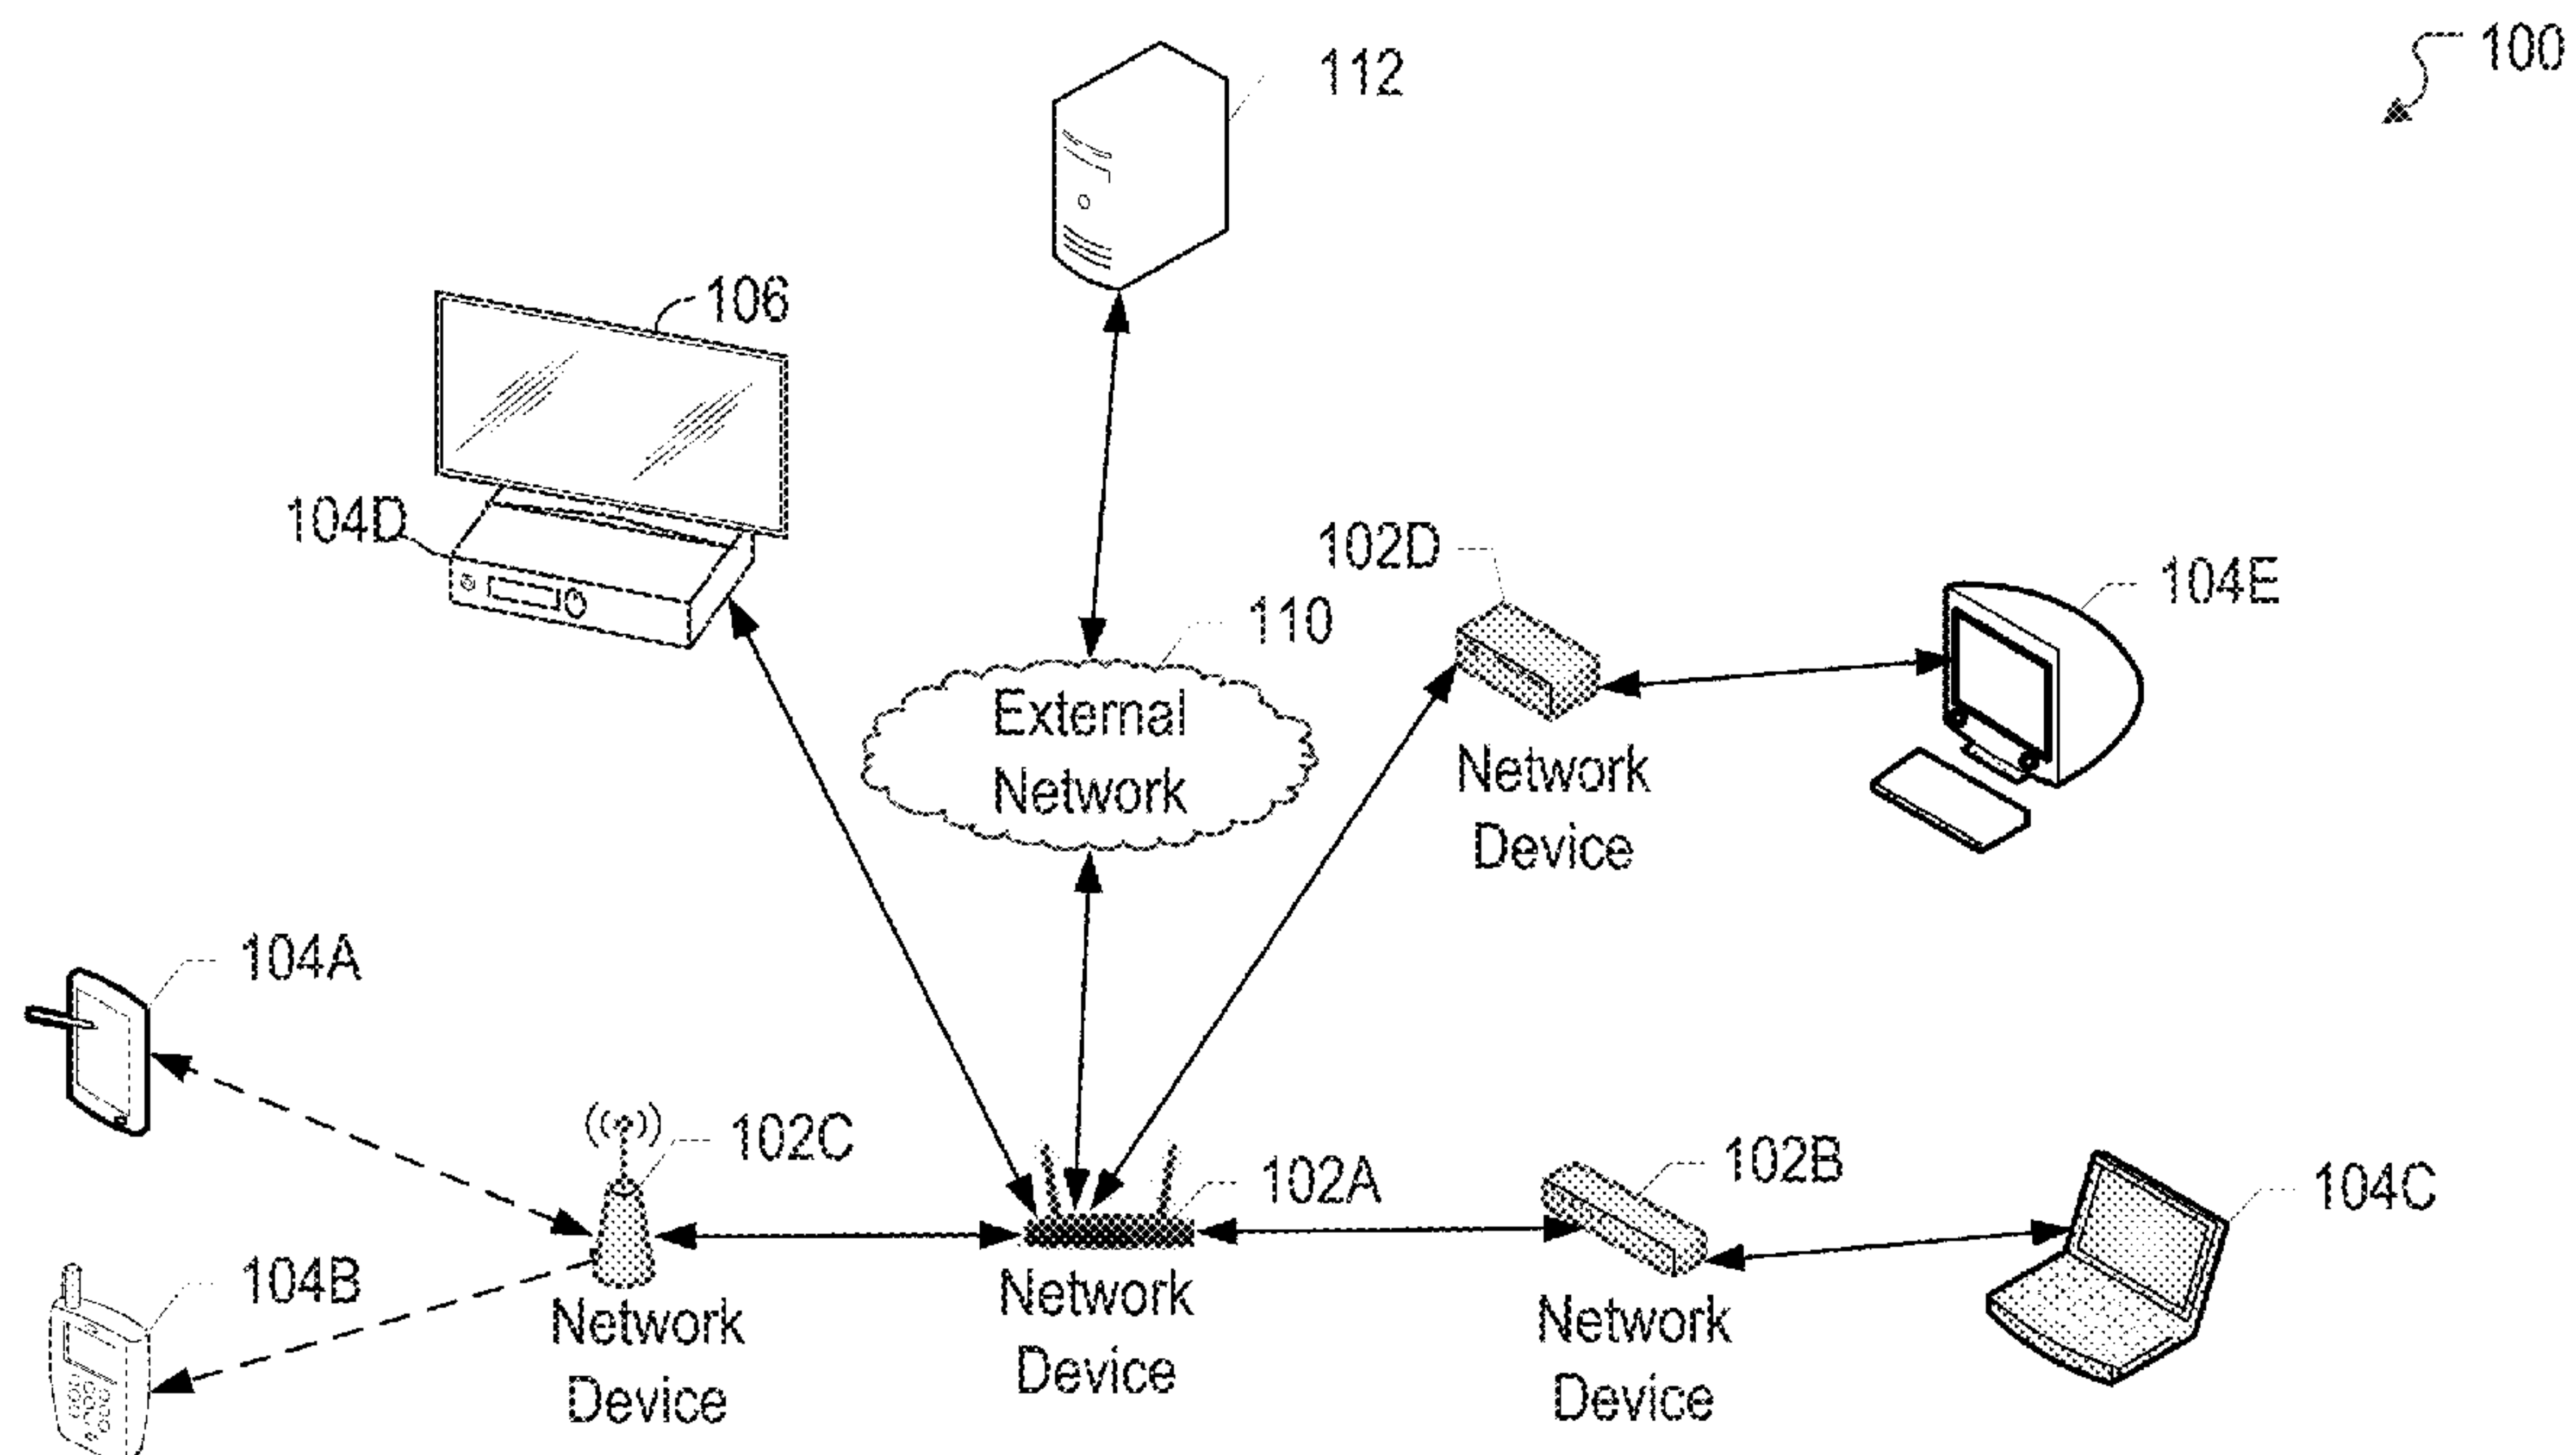 100
112
106
104D
102D
104E
110
External
Network
Network
Device
104A
102C
102A
102B
104C
104B
Network
Device
Network
Device
Network
Device